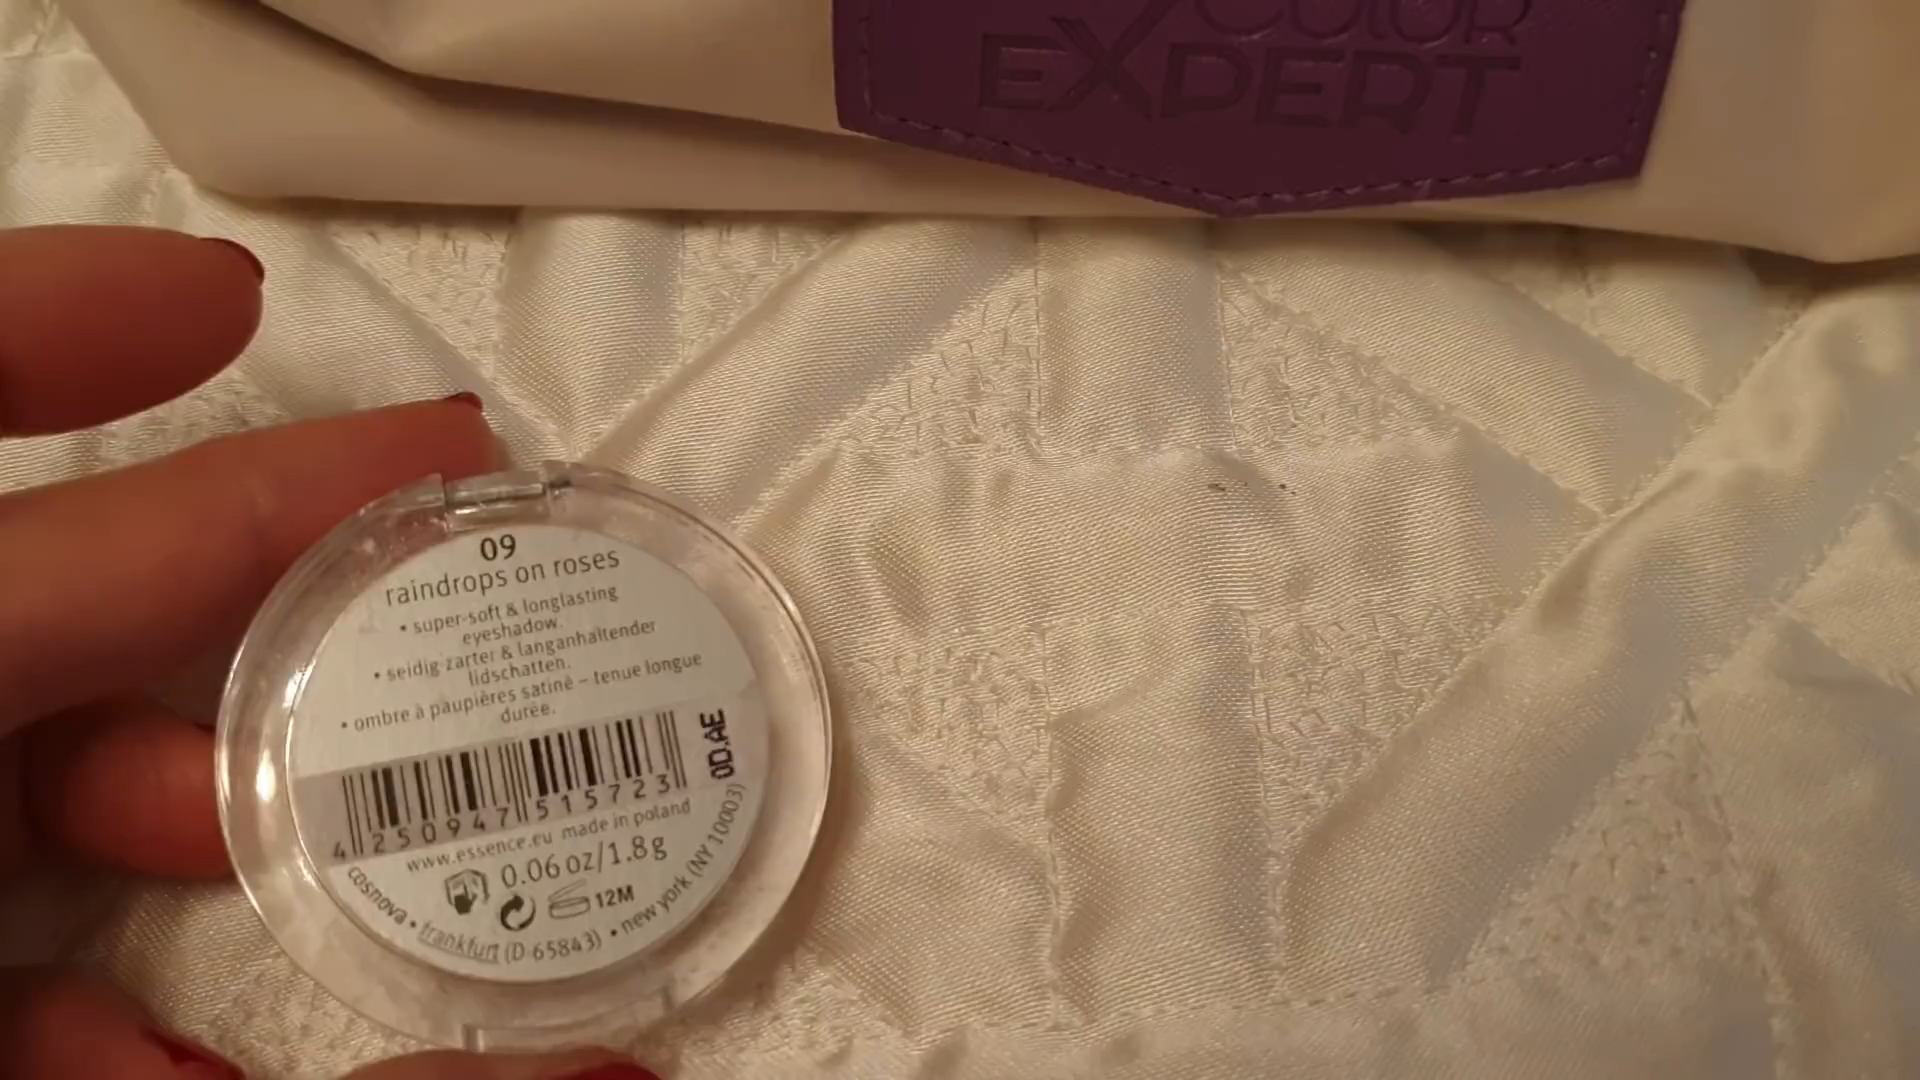 COLOR
EXPERT
09
raindrops on roses
• super-soft & longlasting
eyeshadow.
• seidig-zarter & langanhaltender
lidschatten.
• ombre à paupières satiné – tenue longue
durée.
0D.AE
4 250947 515723
www.essence.eu made in poland
0.06 oz/1.8 g
12M
cosnova • frankfurt (D-65843) • new york (NY 10003)